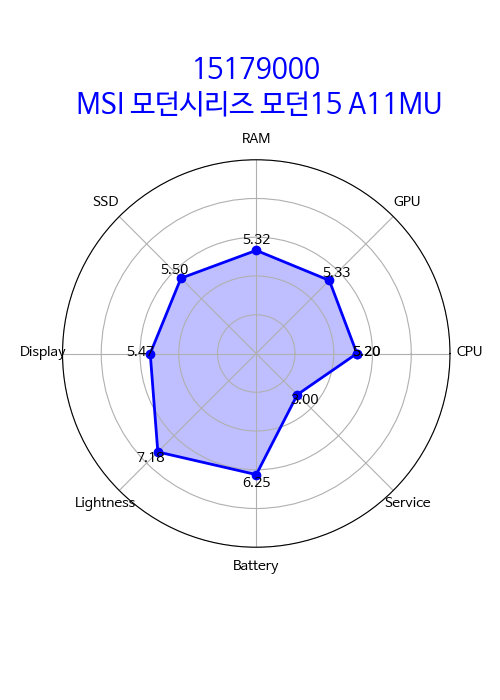 15179000
MSI 모던시리즈 모던15 A11MU
RAM
SSD
GPU
5.32
5.50
5.33
Display
5.47
5.20
CPU
3.00
7.18
6.25
Lightness
Service
Battery